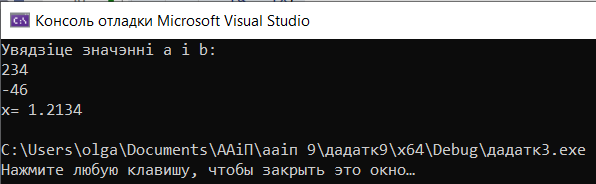 Консоль отладки Microsoft Visual Studio
Увядзіце значэнні a і b:
234
-46
x= 1.2134
C:\Users\olga\Documents\ААіП\ааіп 9\дадатк9\x64\Debug\дадатк3.exe
Нажмите любую клавишу, чтобы закрыть это окно…